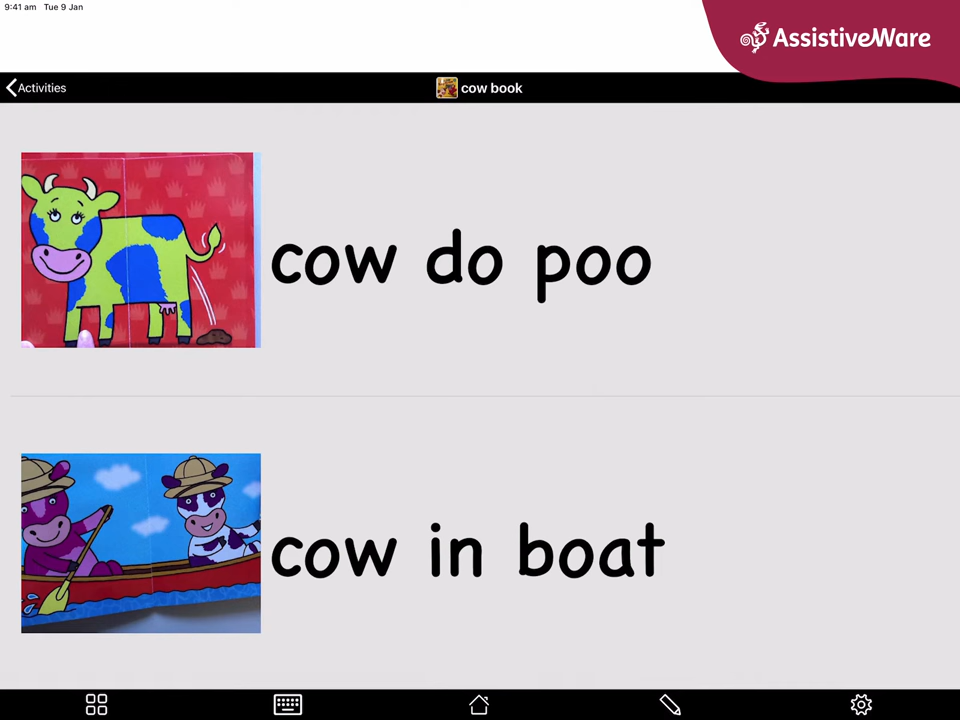 9:41 am Tue 9 Jan
AssistiveWare
Activities
cow book
cow do poo
cow in boat